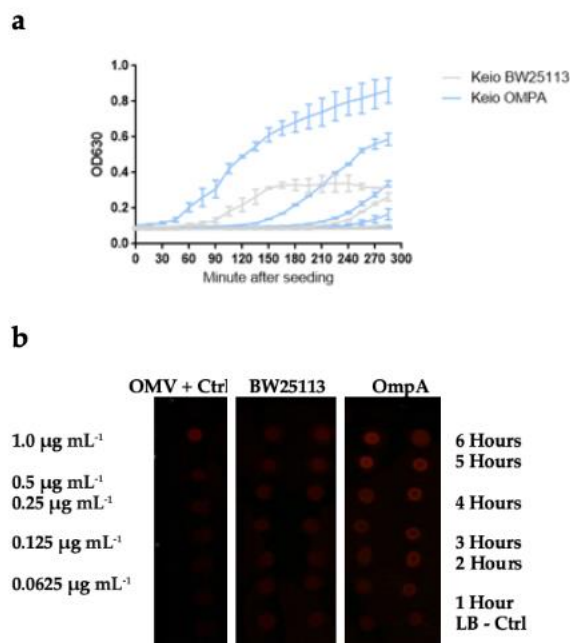 a
Keio BW25113
Keio OMPA
OD630
1.0
0.8
0.6
0.4
0.2
0.0
0 30 60 90 120 150 180 210 240 270 300
Minute after seeding
b
OMV + Ctrl BW25113 OmpA
1.0 µg mL⁻¹
0.5 µg mL⁻¹
0.25 µg mL⁻¹
0.125 µg mL⁻¹
0.0625 µg mL⁻¹
6 Hours
5 Hours
4 Hours
3 Hours
2 Hours
1 Hour
LB - Ctrl